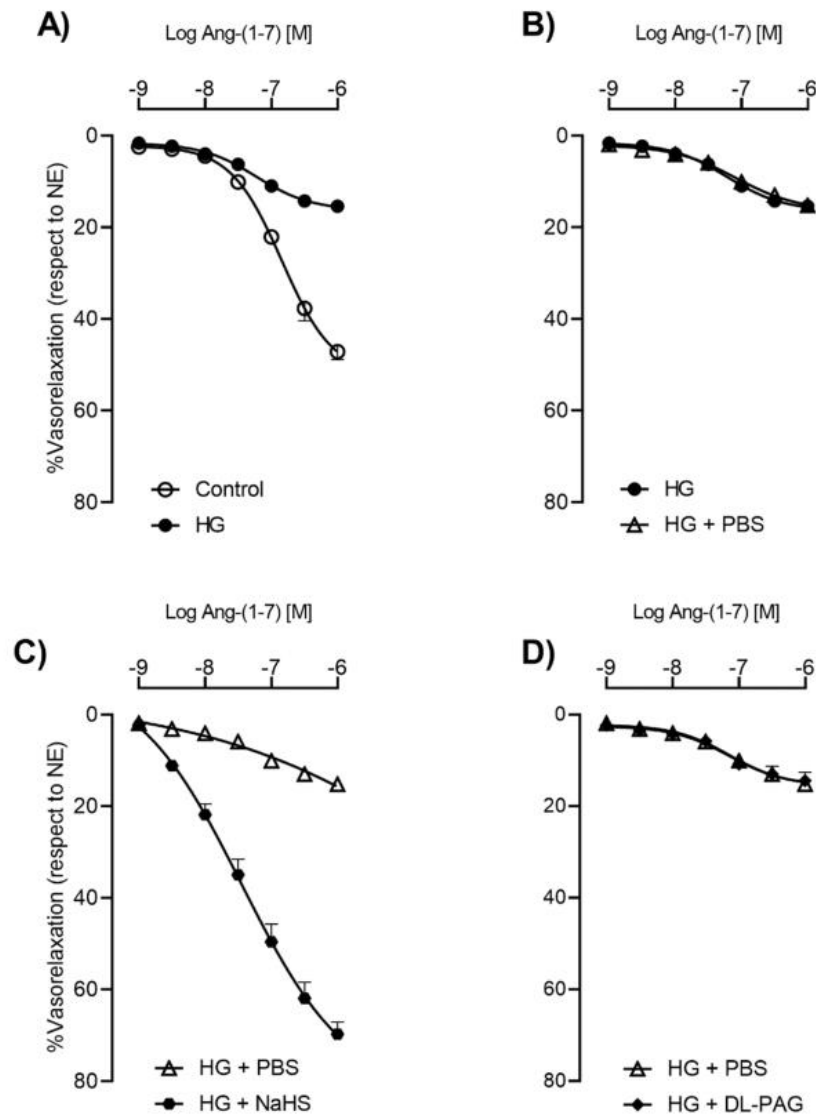 A)
Log Ang-(1-7) [M]
-9 -8 -7 -6
%Vasorelaxation (respect to NE)
0
20
40
60
80
Control
HG
B)
Log Ang-(1-7) [M]
-9 -8 -7 -6
0
20
40
60
80
HG
HG + PBS
C)
Log Ang-(1-7) [M]
-9 -8 -7 -6
%Vasorelaxation (respect to NE)
0
20
40
60
80
HG + PBS
HG + NaHS
D)
Log Ang-(1-7) [M]
-9 -8 -7 -6
0
20
40
60
80
HG + PBS
HG + DL-PAG